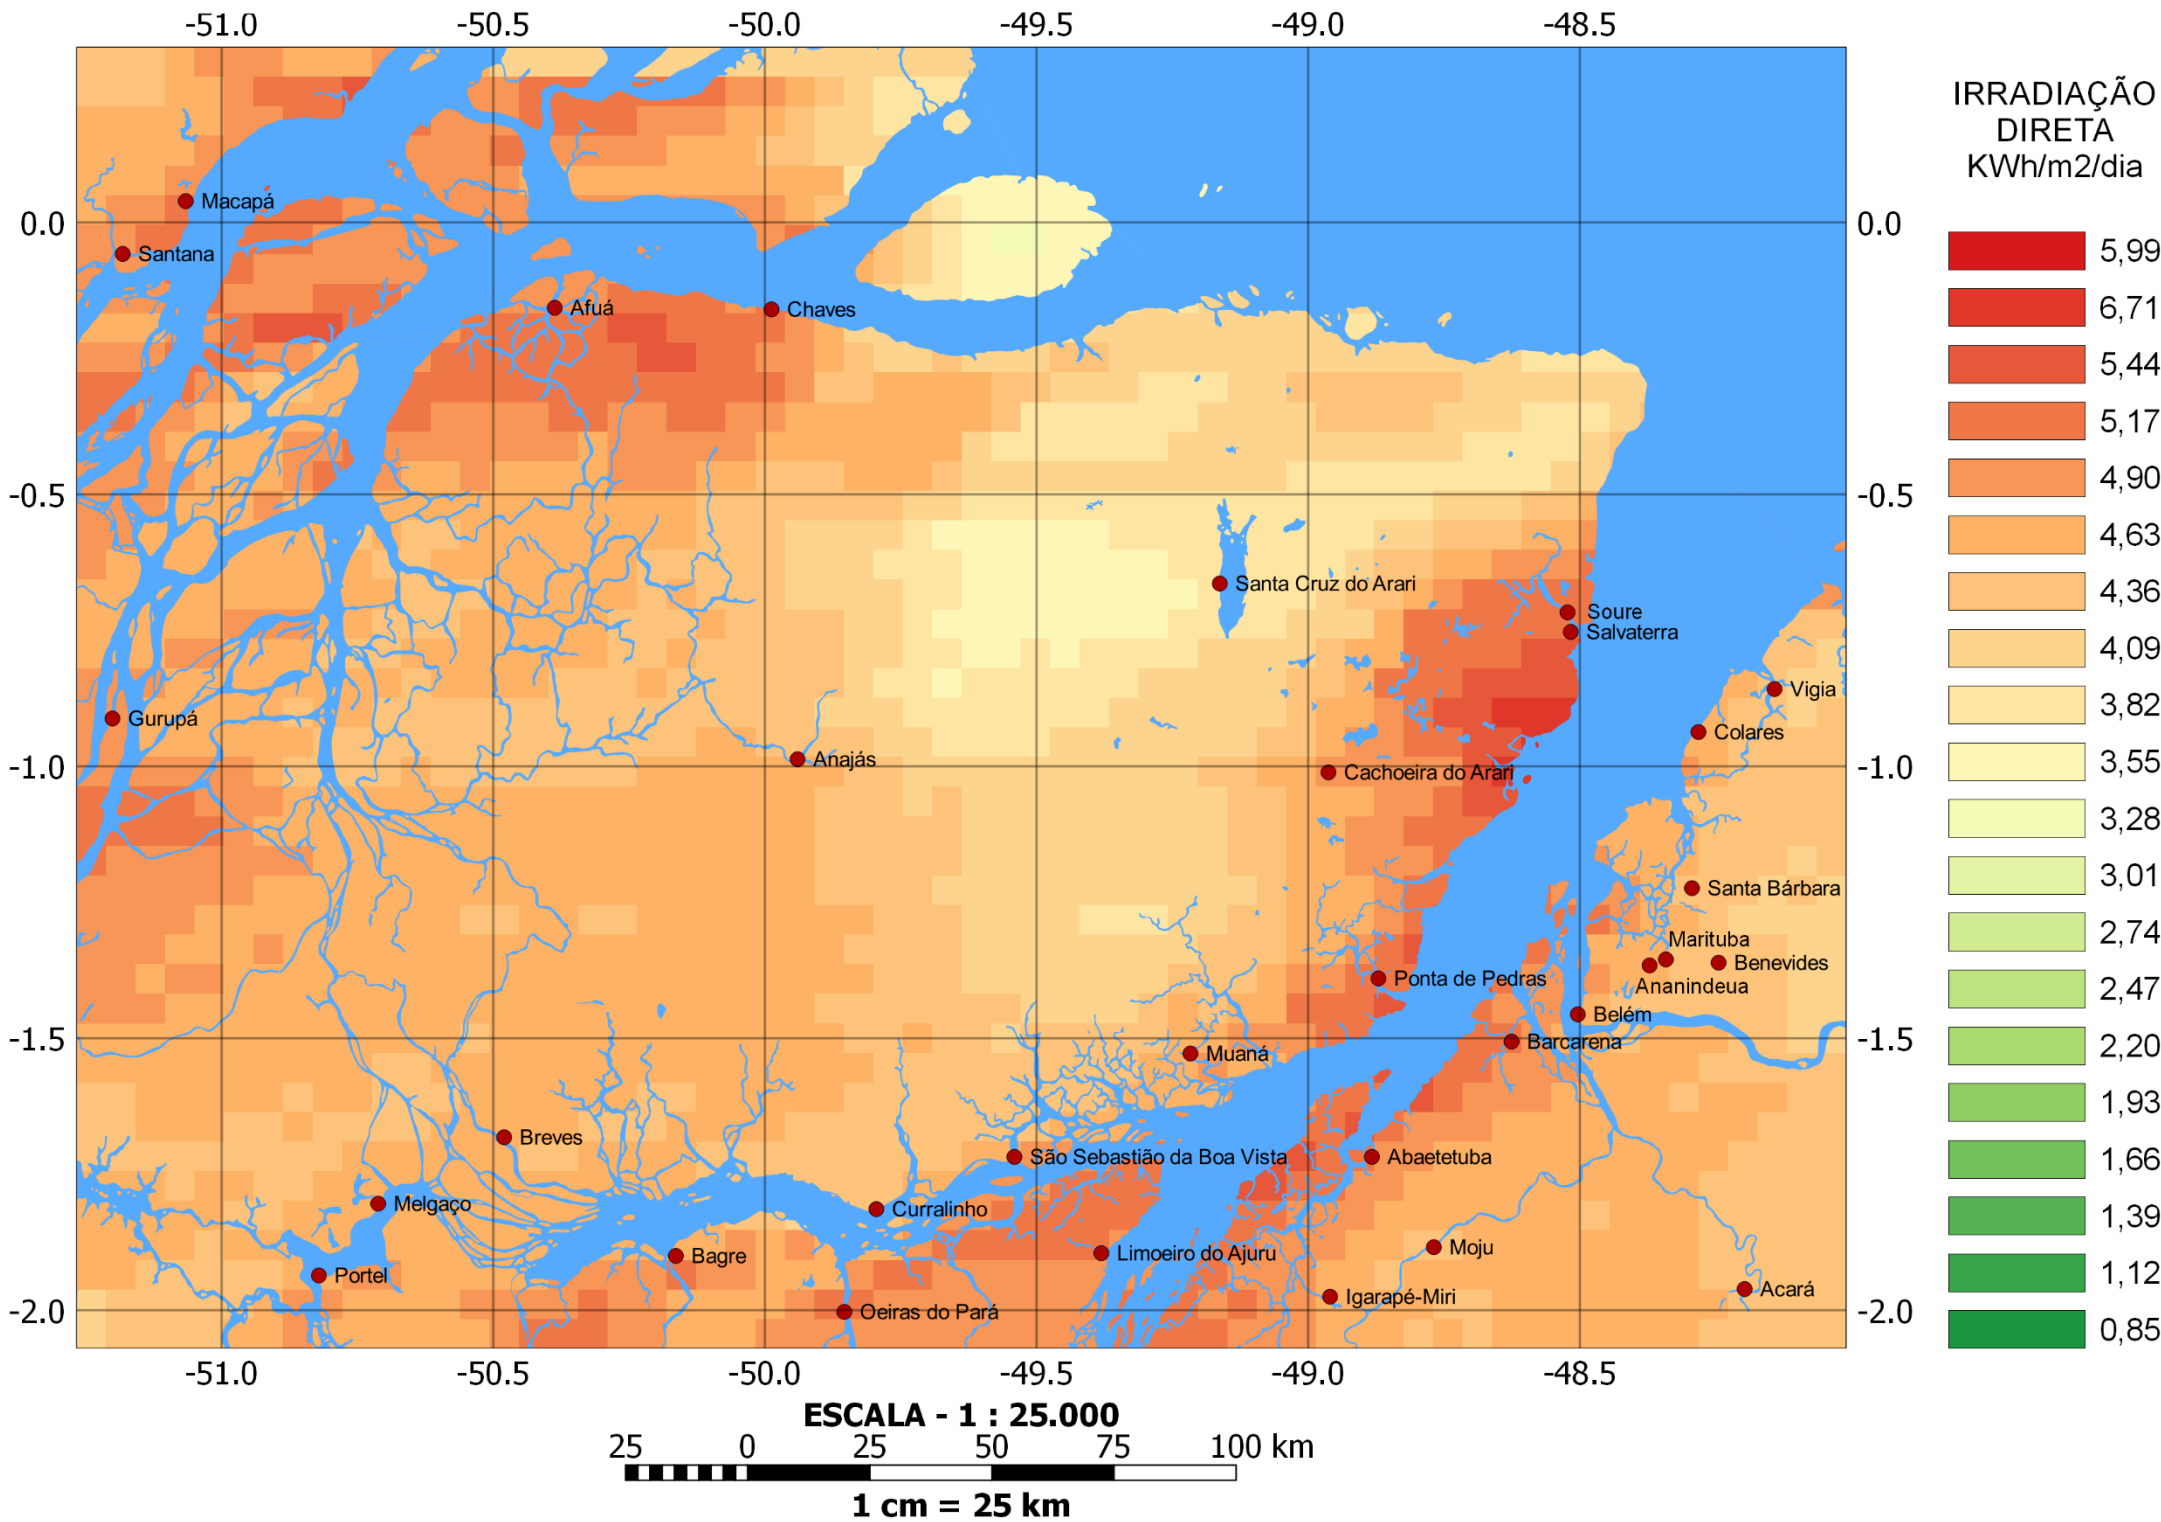 -51.0 -50.5 -50.0 -49.5 -49.0 -48.5
IRRADIAÇÃO
DIRETA
KWh/m2/dia
Macapá
0.0 0.0
Santana
5,99
Afuá
Chaves
6,71
5,44
5,17
4,90
-0.5 -0.5
4,63
Santa Cruz do Arari
4,36
Soure
Salvaterra
4,09
Vigia
3,82
Gurupá
Colares
Anajás
3,55
-1.0 -1.0
Cachoeira do Arari
3,28
3,01
Santa Bárbara
2,74
Marituba
Benevides
Ponta de Pedras
Ananindeua
2,47
Belém
-1.5 -1.5
Barcarena
2,20
Muaná
1,93
Breves
São Sebastião da Boa Vista
Abaetetuba
1,66
Melgaço
Curralinho
1,39
Moju
Limoeiro do Ajuru
Bagre
Portel
1,12
Acará
Igarapé-Miri
Oeiras do Pará
-2.0 -2.0
0,85
-51.0 -50.5 -50.0 -49.5 -49.0 -48.5
ESCALA - 1 : 25.000
25 0 25 50 75 100 km
1 cm = 25 km